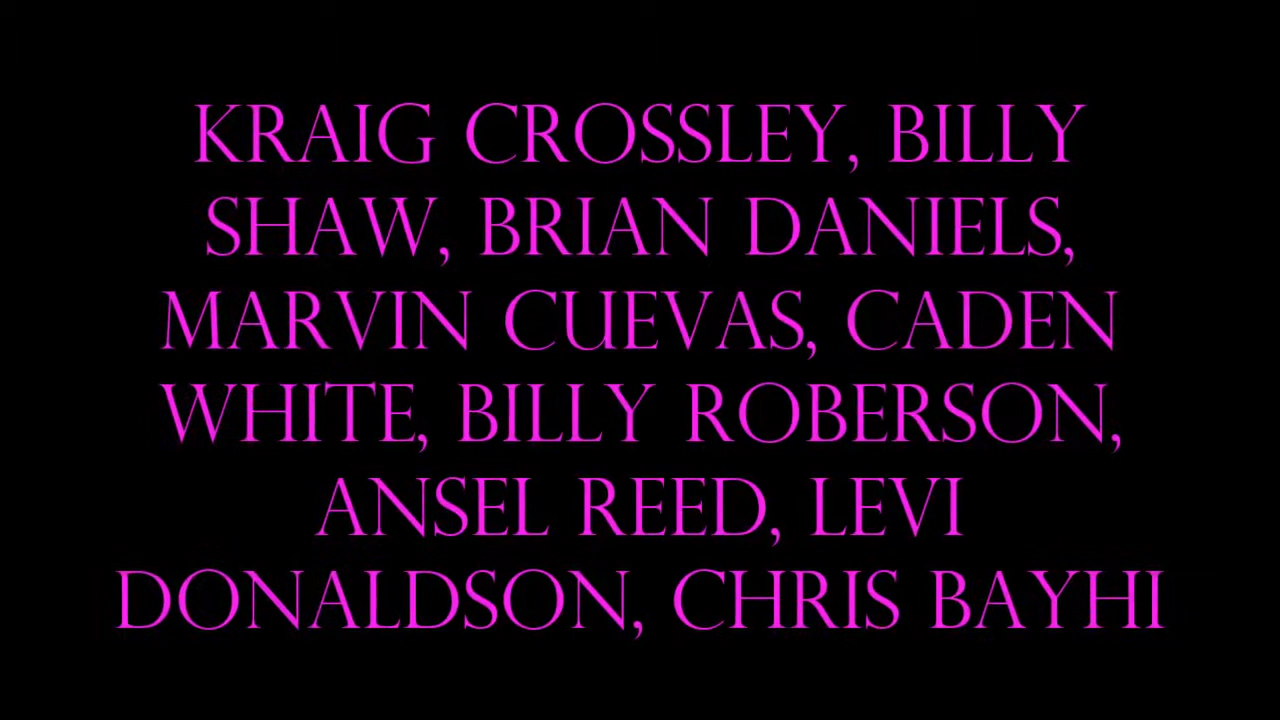 KRAIG CROSSLEY, BILLY
SHAW, BRIAN DANIELS,
MARVIN CUEVAS, CADEN
WHITE, BILLY ROBERSON,
ANSEL REED, LEVI
DONALDSON, CHRIS BAYHI